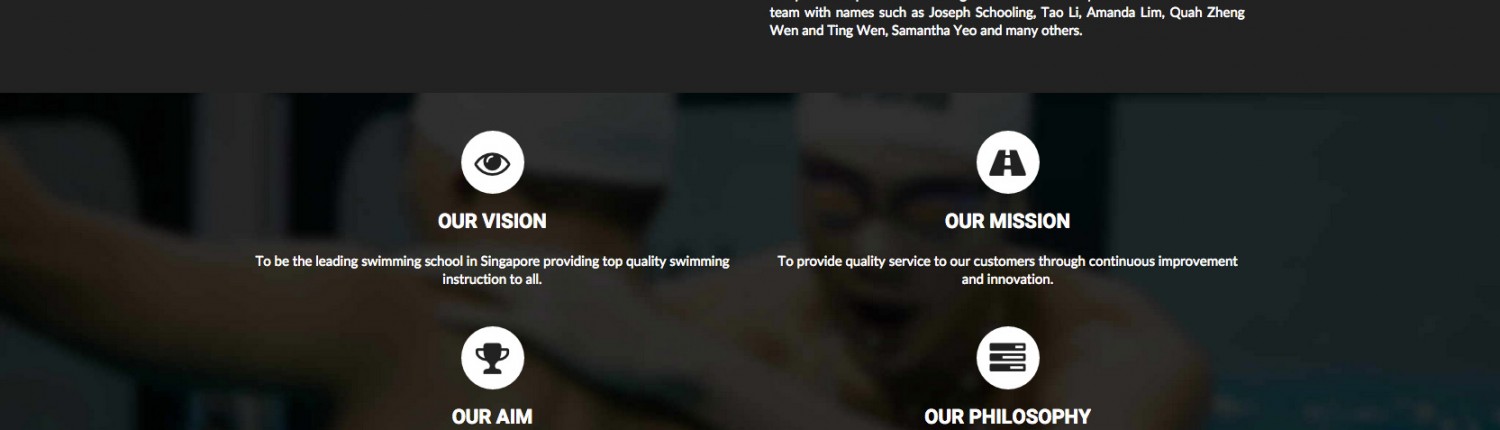 team with names such as Joseph Schooling, Tao Li, Amanda Lim, Quah Zheng
Wen and Ting Wen, Samantha Yeo and many others.
OUR VISION
To be the leading swimming school in Singapore providing top quality swimming
instruction to all.
OUR MISSION
To provide quality service to our customers through continuous improvement
and innovation.
OUR AIM
OUR PHILOSOPHY